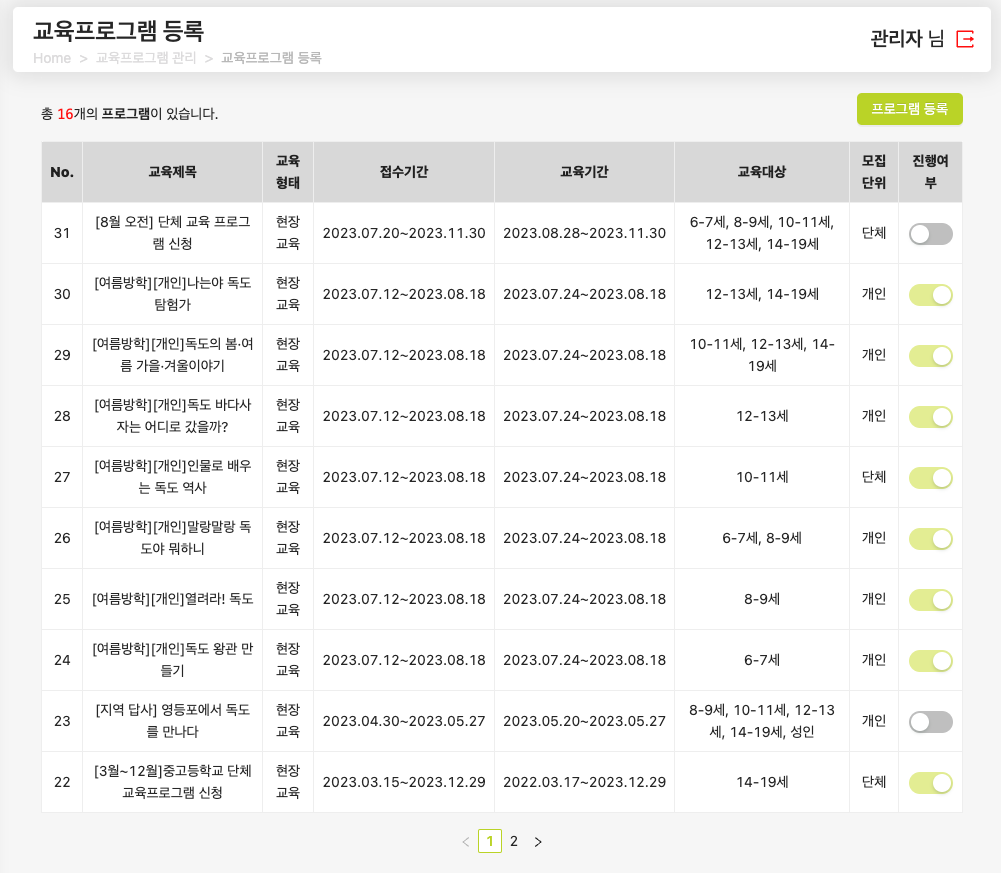 교육프로그램 등록
Home > 교육프로그램 관리 > 교육프로그램 등록
관리자 님
총 16개의 프로그램이 있습니다.
프로그램 등록
No. 교육제목 교육 형태 접수기간 교육기간 교육대상 모집 단위 진행여 부
31 [8월 오전] 단체 교육 프로그 램 신청 현장 교육 2023.07.20~2023.11.30 2023.08.28~2023.11.30 6-7세, 8-9세, 10-11세, 12-13세, 14-19세 단체
30 [여름방학][개인]나는야 독도 탐험가 현장 교육 2023.07.12~2023.08.18 2023.07.24~2023.08.18 12-13세, 14-19세 개인
29 [여름방학][개인]독도의 봄·여 름 가을·겨울이야기 현장 교육 2023.07.12~2023.08.18 2023.07.24~2023.08.18 10-11세, 12-13세, 14- 19세 개인
28 [여름방학][개인]독도 바다사 자는 어디로 갔을까? 현장 교육 2023.07.12~2023.08.18 2023.07.24~2023.08.18 12-13세 개인
27 [여름방학][개인]인물로 배우 는 독도 역사 현장 교육 2023.07.12~2023.08.18 2023.07.24~2023.08.18 10-11세 단체
26 [여름방학][개인]말랑말랑 독 도야 뭐하니 현장 교육 2023.07.12~2023.08.18 2023.07.24~2023.08.18 6-7세, 8-9세 개인
25 [여름방학][개인]열려라! 독도 현장 교육 2023.07.12~2023.08.18 2023.07.24~2023.08.18 8-9세 개인
24 [여름방학][개인]독도 왕관 만 들기 현장 교육 2023.07.12~2023.08.18 2023.07.24~2023.08.18 6-7세 개인
23 [지역 답사] 영등포에서 독도 를 만나다 현장 교육 2023.04.30~2023.05.27 2023.05.20~2023.05.27 8-9세, 10-11세, 12-13 세, 14-19세, 성인 개인
22 [3월~12월]중고등학교 단체 교육프로그램 신청 현장 교육 2023.03.15~2023.12.29 2022.03.17~2023.12.29 14-19세 단체
< 1 2 >